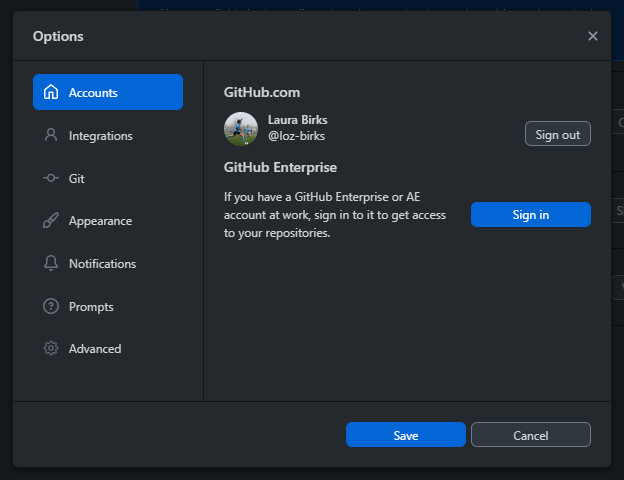 Options
Accounts
Integrations
Git
Appearance
Notifications
Prompts
Advanced
GitHub.com
Laura Birks
@loz-birks
Sign out
GitHub Enterprise
If you have a GitHub Enterprise or AE
account at work, sign in to it to get access
to your repositories.
Sign in
Save
Cancel